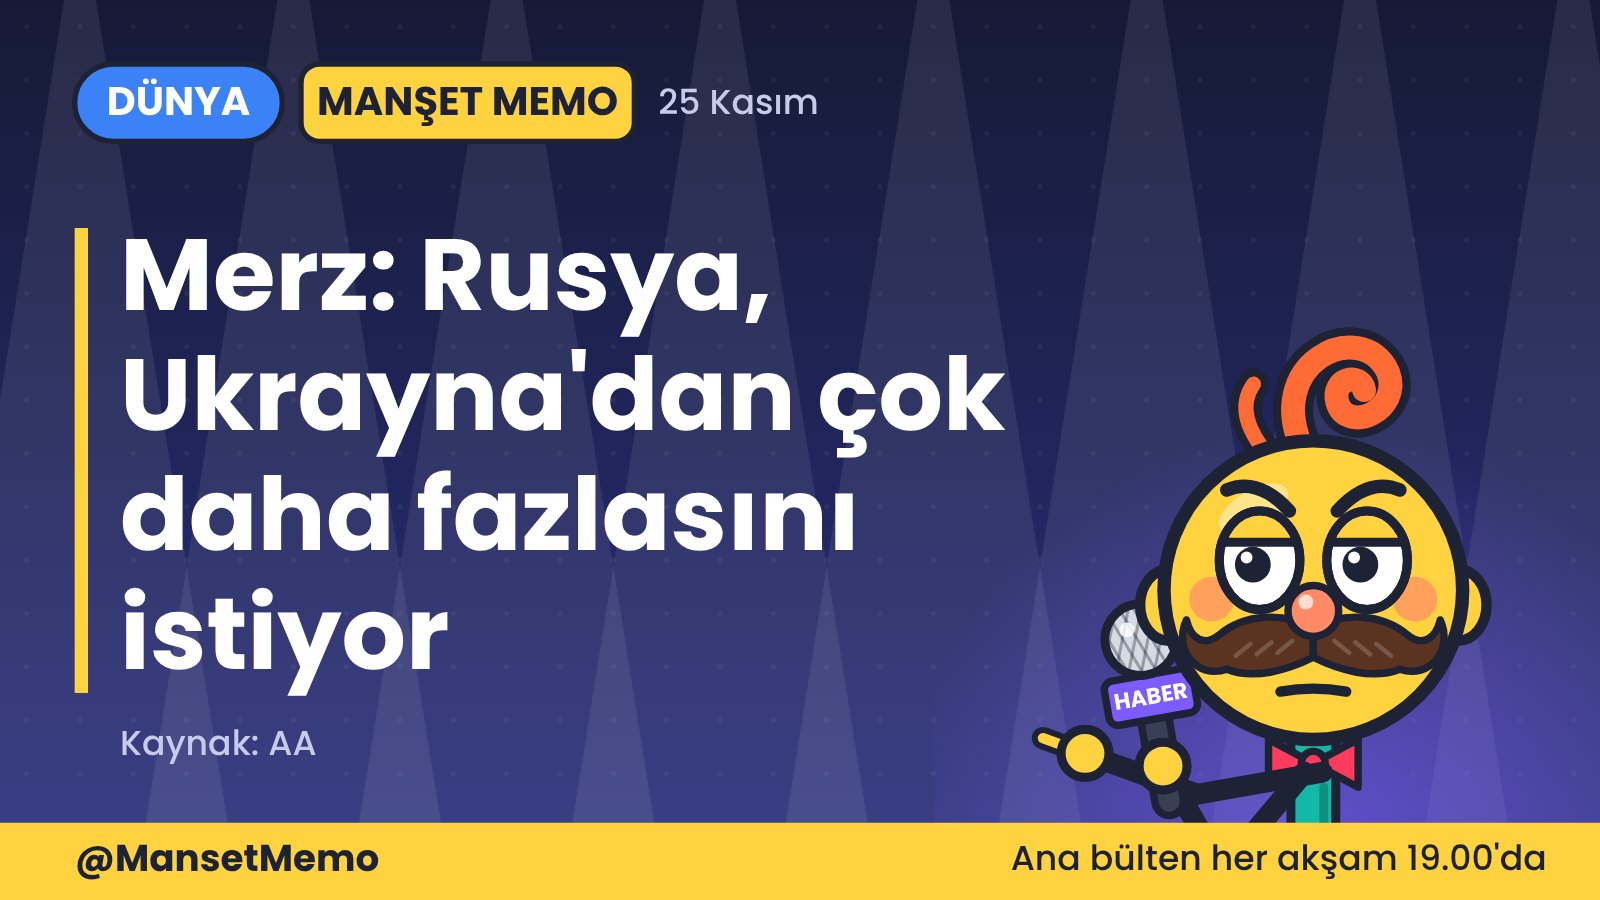 DÜNYA MANŞET MEMO 25 Kasım
Merz: Rusya,
Ukrayna'dan çok
daha fazlasını
istiyor
Kaynak: AA
HABER
@MansetMemo Ana bülten her akşam 19.00'da